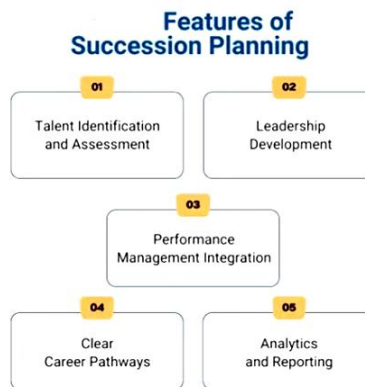 Features of
Succession Planning
01
Talent Identification
and Assessment
02
Leadership
Development
03
Performance
Management Integration
04
Clear
Career Pathways
05
Analytics
and Reporting